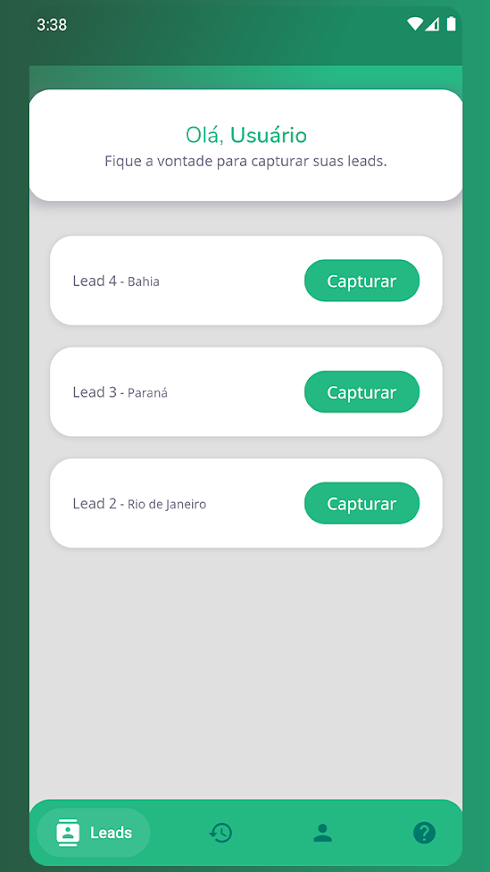 3:38
Olá, Usuário
Fique a vontade para capturar suas leads.
Lead 4 - Bahia
Capturar
Lead 3 - Paraná
Capturar
Lead 2 - Rio de Janeiro
Capturar
Leads